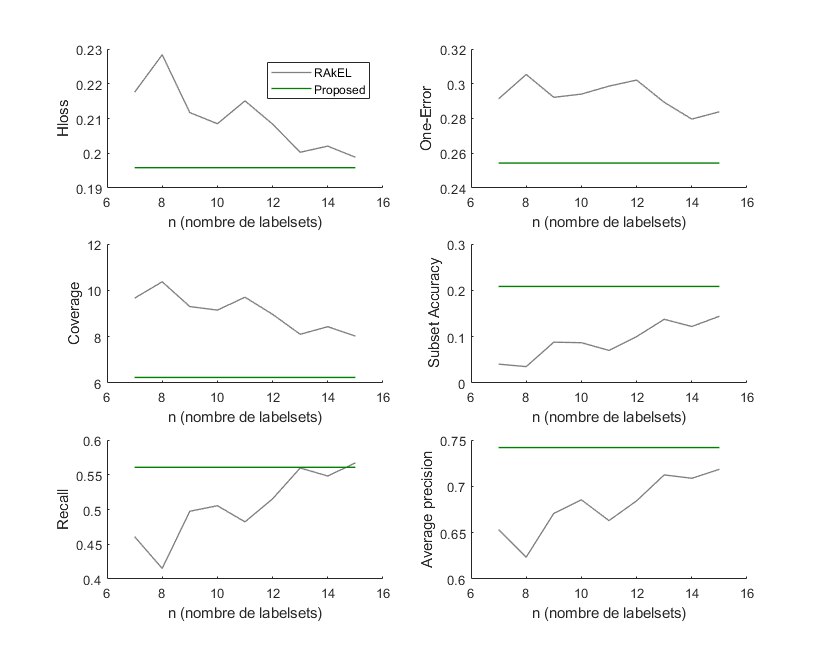 0.23
0.22
0.21
0.2
0.19
Hloss
RAkEL
Proposed
6 8 10 12 14 16
n (nombre de labelsets)
0.32
0.3
0.28
0.26
0.24
One-Error
6 8 10 12 14 16
n (nombre de labelsets)
12
10
8
6
Coverage
6 8 10 12 14 16
n (nombre de labelsets)
0.3
0.2
0.1
0
Subset Accuracy
6 8 10 12 14 16
n (nombre de labelsets)
0.6
0.55
0.5
0.45
0.4
Recall
6 8 10 12 14 16
n (nombre de labelsets)
0.75
0.7
0.65
0.6
Average precision
6 8 10 12 14 16
n (nombre de labelsets)